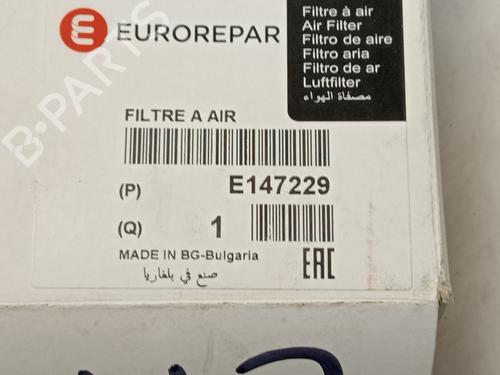 EUROREPAR
Filtre à air
Air Filter
Filtro de aire
Filtro aria
Filtro de ar
Luftfilter
مصفاة الهواء
FILTRE A AIR
(P) E147229
(Q) 1
MADE IN BG-Bulgaria
صنع في بلغاريا
EAC
B-PARTS